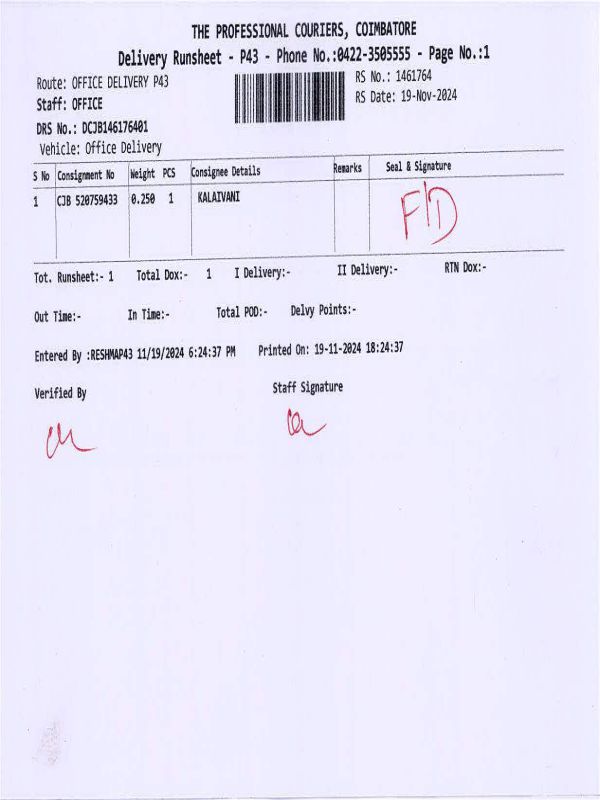 THE PROFESSIONAL COURIERS, COIMBATORE
Delivery Runsheet - P43 - Phone No.:0422-3505555 - Page No.:1
Route: OFFICE DELIVERY P43 RS No.: 1461764
Staff: OFFICE RS Date: 19-Nov-2024
DRS No.: DCJB146176401
Vehicle: Office Delivery
S No Consignment No Weight PCS Consignee Details Remarks Seal & Signature
1 CJB 520759433 0.250 1 KALAIVANI F/D
Tot. Runsheet:- 1 Total Dox:- 1 I Delivery:- II Delivery:- RTN Dox:-
Out Time:- In Time:- Total POD:- Delvy Points:-
Entered By :RESHMAP43 11/19/2024 6:24:37 PM Printed On: 19-11-2024 18:24:37
Verified By Staff Signature